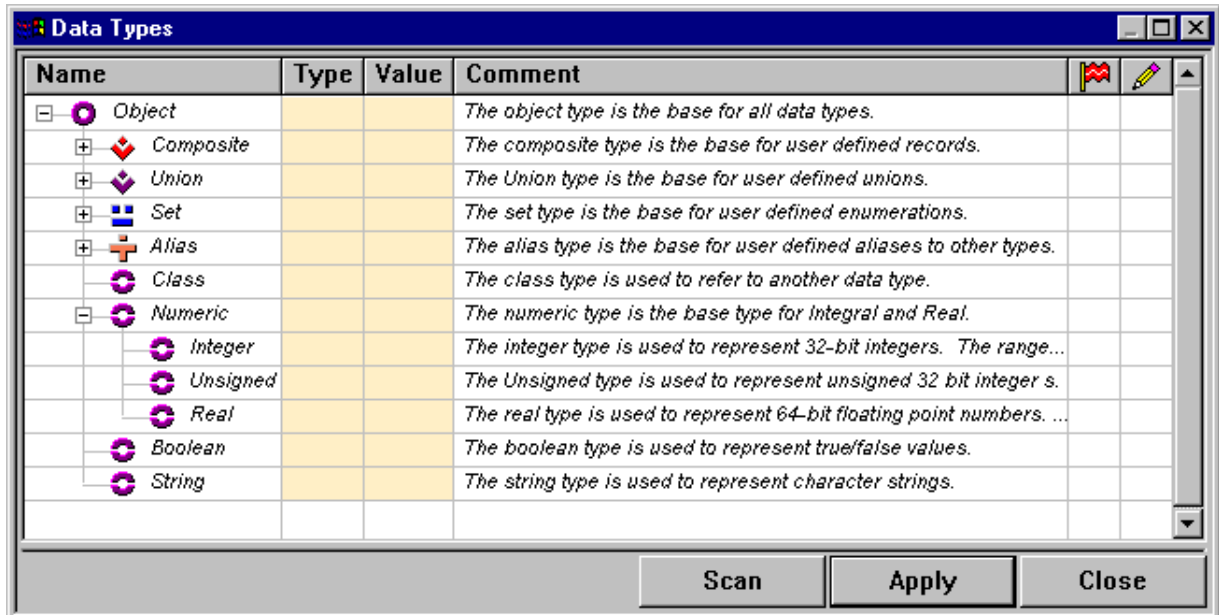 Data Types
Name Type Value Comment
Object The object type is the base for all data types.
Composite The composite type is the base for user defined records.
Union The Union type is the base for user defined unions.
Set The set type is the base for user defined enumerations.
Alias The alias type is the base for user defined aliases to other types.
Class The class type is used to refer to another data type.
Numeric The numeric type is the base type for Integral and Real.
Integer The integer type is used to represent 32-bit integers. The range...
Unsigned The Unsigned type is used to represent unsigned 32 bit integer s.
Real The real type is used to represent 64-bit floating point numbers. ...
Boolean The boolean type is used to represent true/false values.
String The string type is used to represent character strings.
Scan Apply Close